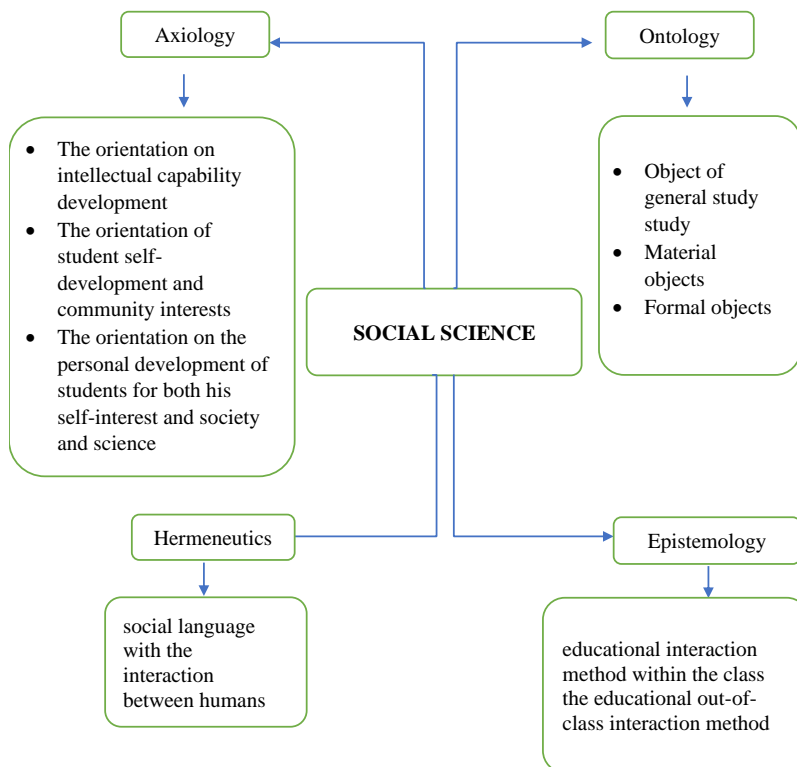 Axiology
Ontology
• The orientation on
intellectual capability
development
• The orientation of
student self-
development and
community interests
• The orientation on the
personal development of
students for both his
self-interest and society
and science
• Object of
general study
study
• Material
objects
• Formal objects
SOCIAL SCIENCE
Hermeneutics
Epistemology
social language
with the
interaction
between humans
educational interaction
method within the class
the educational out-of-
class interaction method